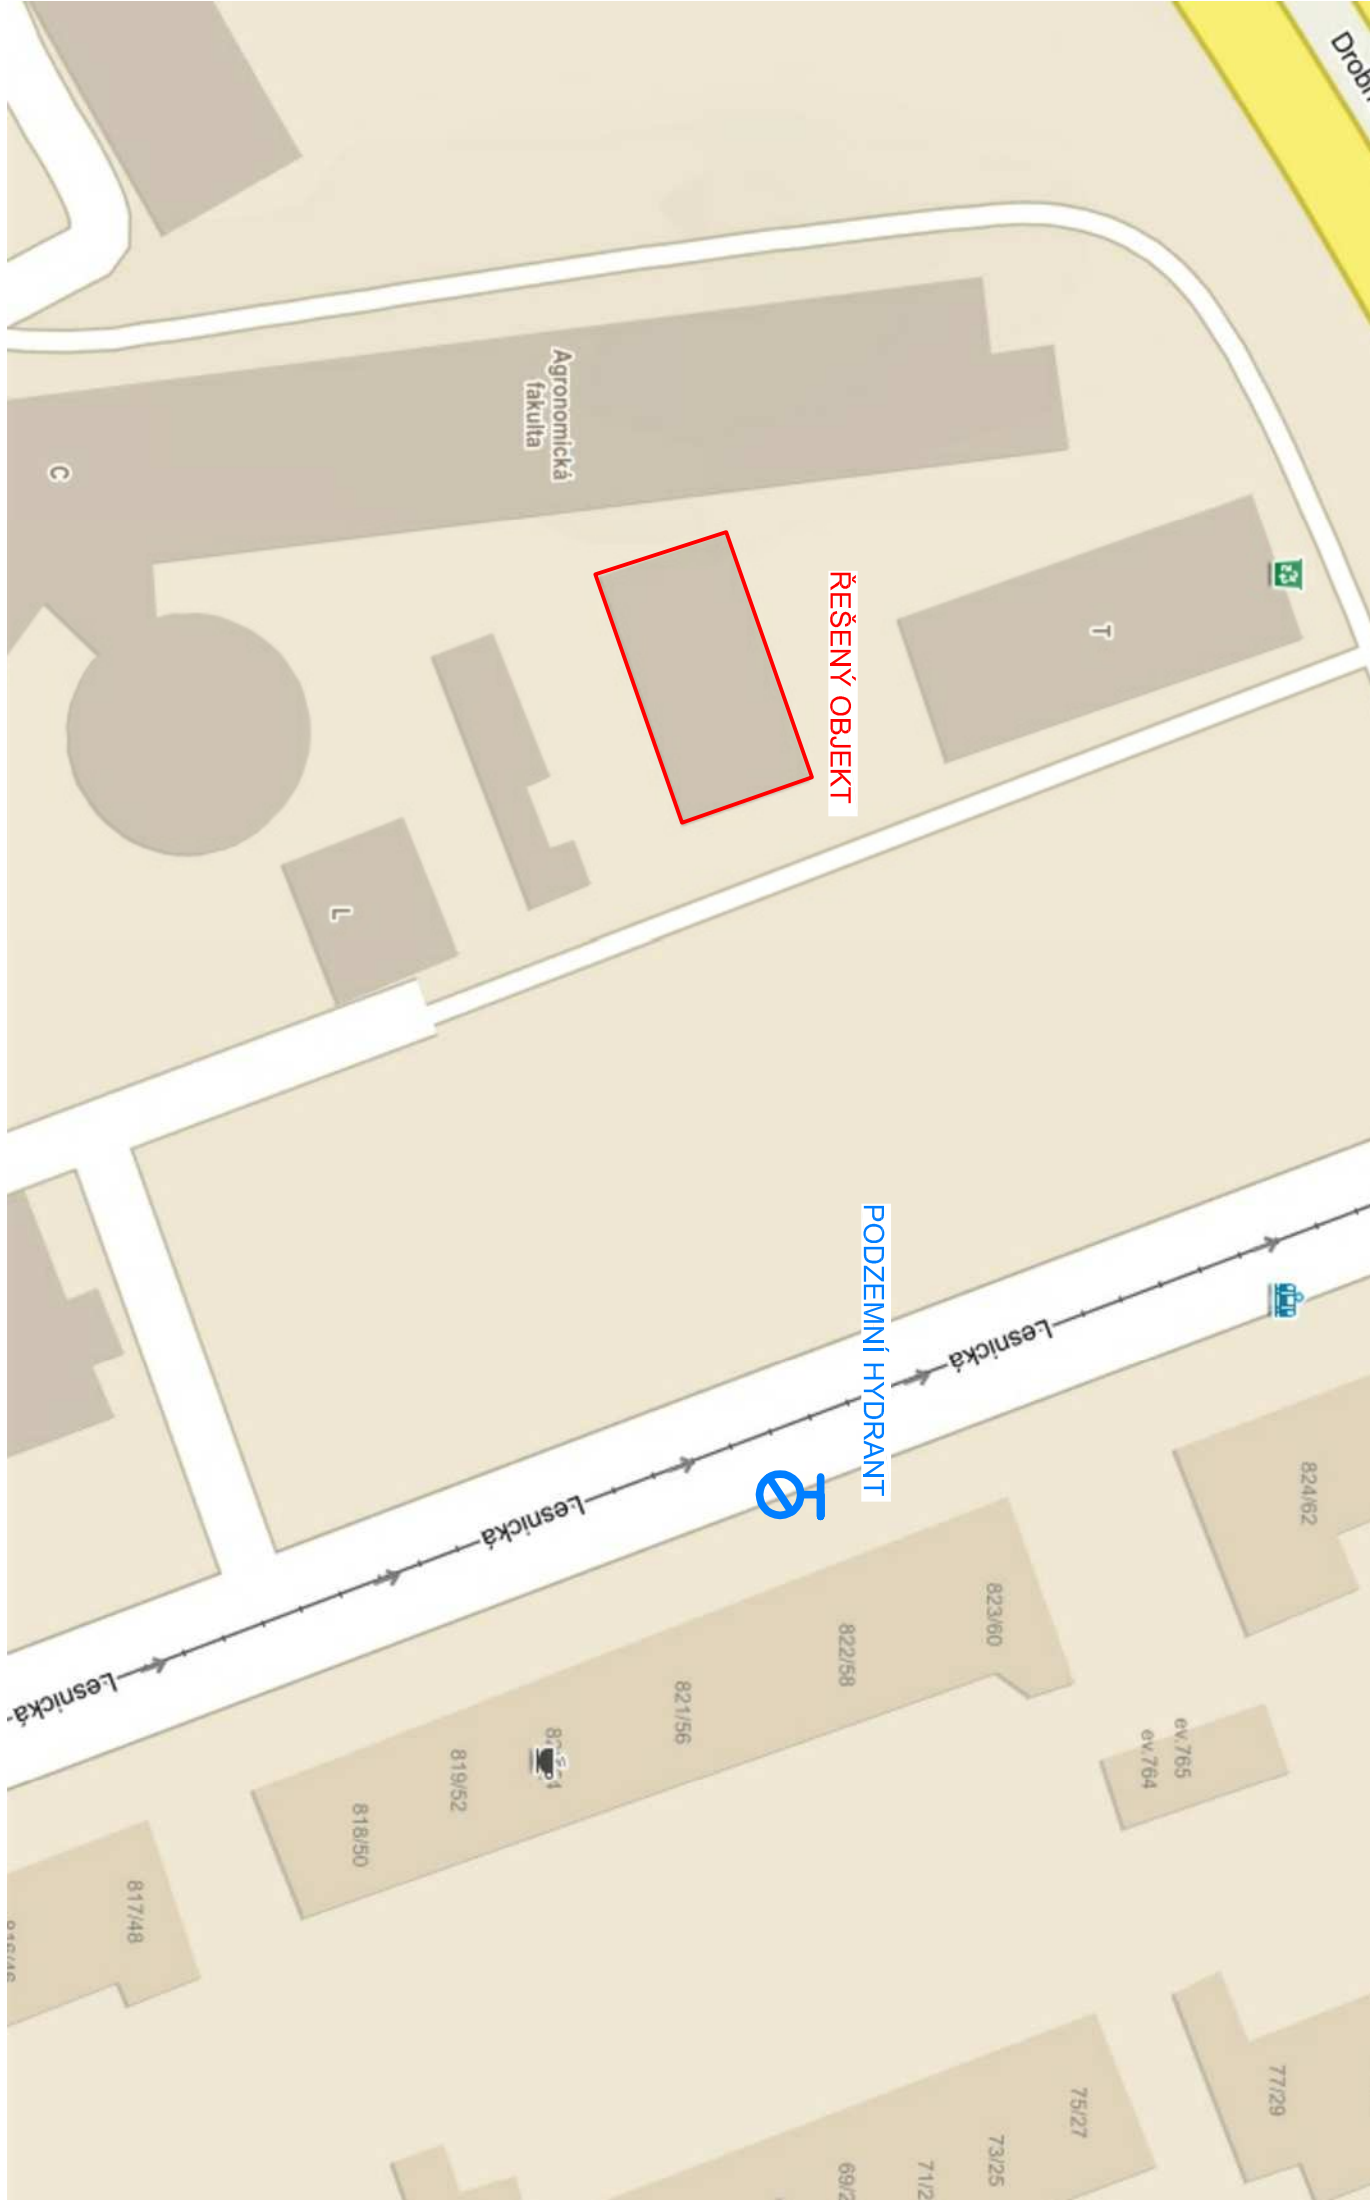 Agronomická
fakulta
C
T
L
ŘEŠENÝ OBJEKT
PODZEMNÍ HYDRANT
Lesnická
Lesnická
Lesnická
824/62
823/60
822/58
821/56
819/52
818/50
817/48
ev.765
ev.764
77/29
75/27
73/25